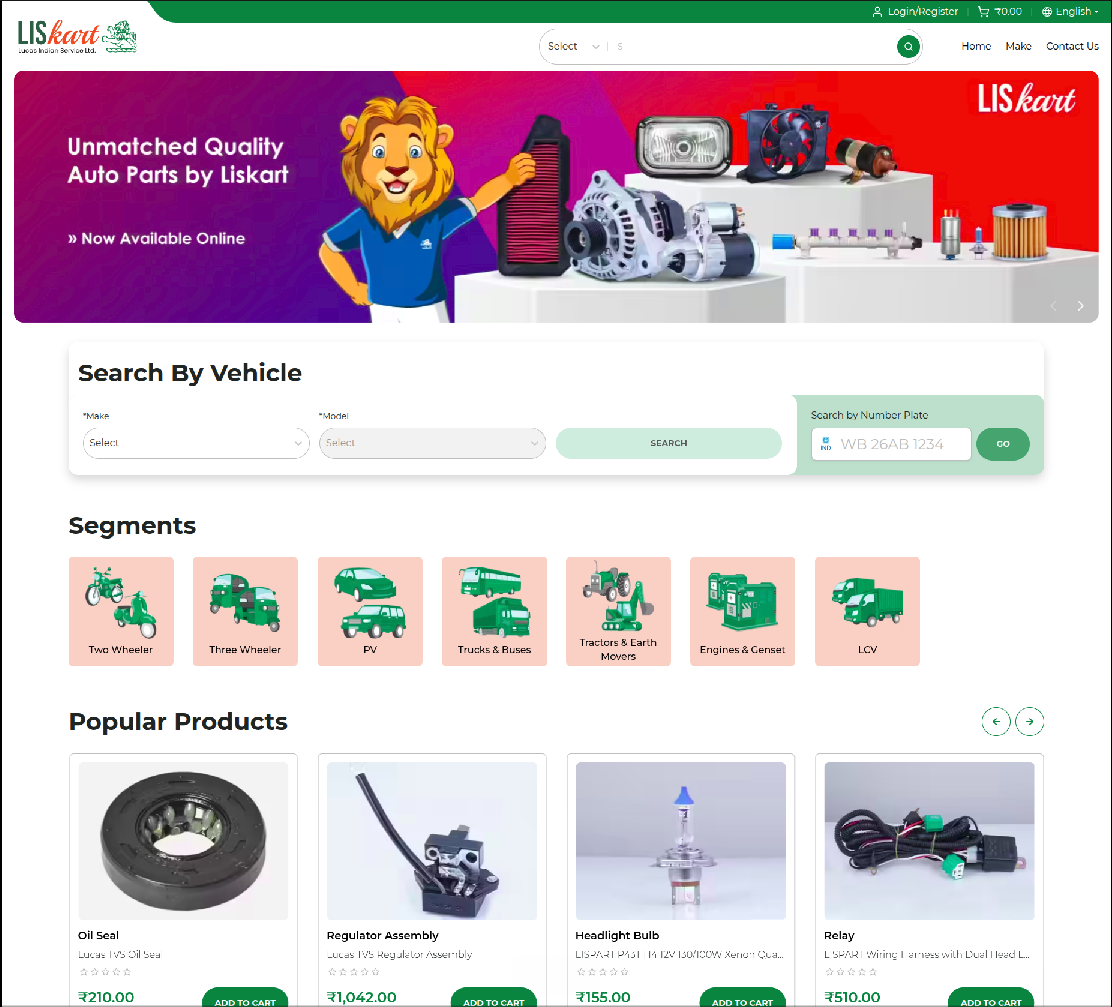 Login/Register
₹0.00
English
LISkart
Lucas Indian Service Ltd.
Select
S
Home
Make
Contact Us
LISkart
Unmatched Quality
Auto Parts by Liskart
» Now Available Online
Search By Vehicle
*Make
*Model
Select
Select
SEARCH
Search by Number Plate
IND
WB 26AB 1234
GO
Segments
Two Wheeler
Three Wheeler
PV
Trucks & Buses
Tractors & Earth
Movers
Engines & Genset
LCV
Popular Products
Oil Seal
Lucas TVS Oil Seal
₹210.00
ADD TO CART
Regulator Assembly
Lucas TVS Regulator Assembly
₹1,042.00
ADD TO CART
Headlight Bulb
LISPART P43T H4 12V 130/100W Xenon Qua...
₹155.00
ADD TO CART
Relay
LISPART Wiring Harness with Dual Head L...
₹510.00
ADD TO CART